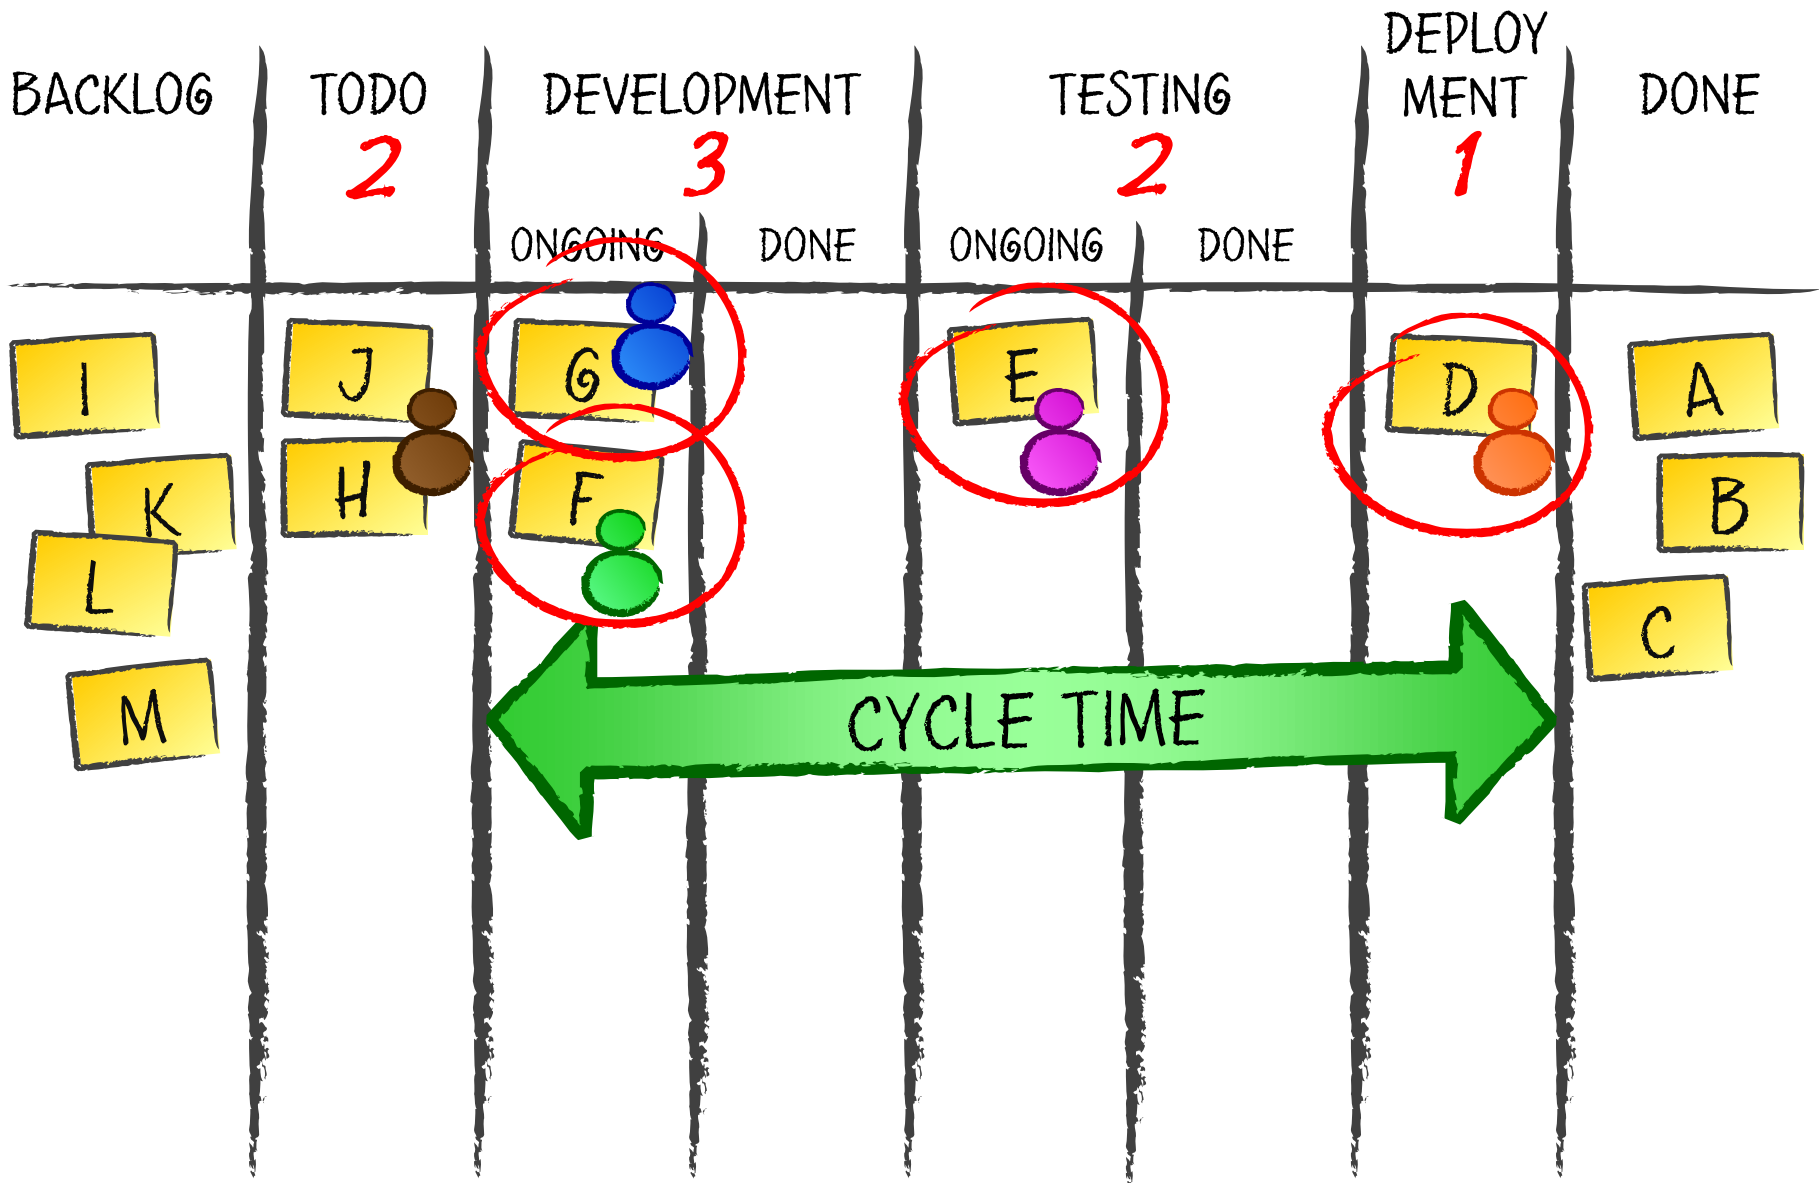 BACKLOG
TODO
2
DEVELOPMENT
3
TESTING
2
DEPLOY
MENT
1
DONE
ONGOING
DONE
ONGOING
DONE
I
K
L
M
J
H
G
F
E
D
A
B
C
CYCLE TIME